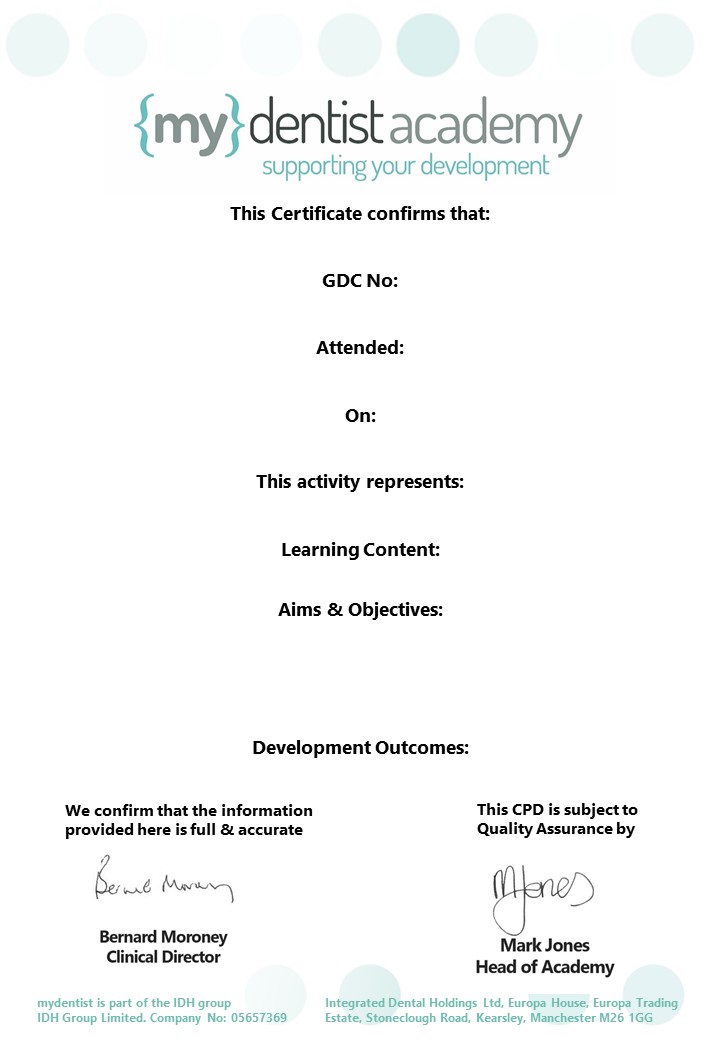 {my}dentist academy
supporting your development
This Certificate confirms that:
GDC No:
Attended:
On:
This activity represents:
Learning Content:
Aims & Objectives:
Development Outcomes:
We confirm that the information
provided here is full & accurate
Bernard Moroney
Bernard Moroney
Clinical Director
This CPD is subject to
Quality Assurance by
MJones
Mark Jones
Head of Academy
mydentist is part of the IDH group
IDH Group Limited. Company No: 05657369
Integrated Dental Holdings Ltd, Europa House, Europa Trading
Estate, Stoneclough Road, Kearsley, Manchester M26 1GG